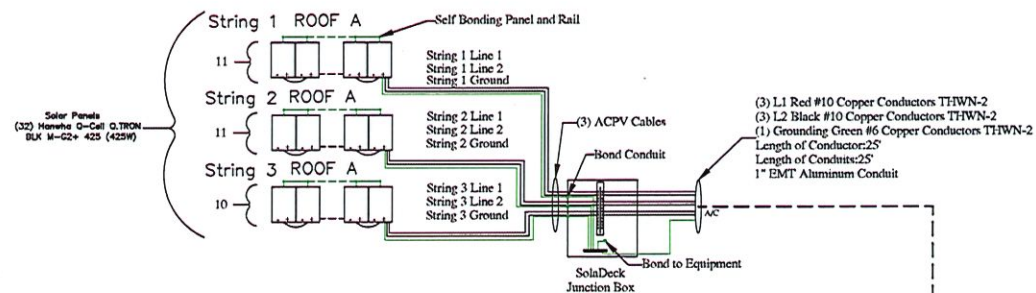 String 1 ROOF A
Self Bonding Panel and Rail
11
String 1 Line 1
String 1 Line 2
String 1 Ground
String 2 ROOF A
Solar Panels
(32) Hanwha Q-Cell Q.TRON
BLK M-G2+ 425 (425W)
11
String 2 Line 1
String 2 Line 2
String 2 Ground
String 3 ROOF A
10
String 3 Line 1
String 3 Line 2
String 3 Ground
(3) ACPV Cables
Bond Conduit
(3) L1 Red #10 Copper Conductors THWN-2
(3) L2 Black #10 Copper Conductors THWN-2
(1) Grounding Green #6 Copper Conductors THWN-2
Length of Conductor:25'
Length of Conduits:25'
1" EMT Aluminum Conduit
A/C
Bond to Equipment
SolaDeck
Junction Box